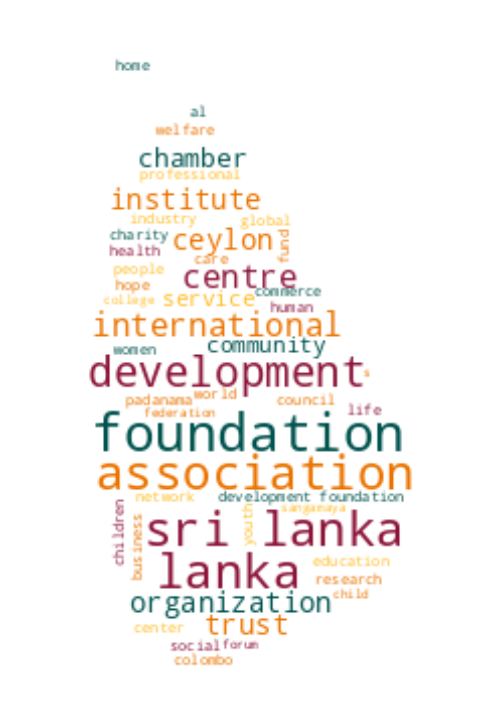 home
al
welfare
chamber
professional
institute
industry
global
charity
ceylon
fund
health
care
people
centre
hope
commerce
college
service
human
international
women
community
development
s
padanama
world
council
federation
life
foundation
association
network
development foundation
children
business
youth
sangamaya
sri lanka
lanka
education
research
child
organization
center
trust
social
forum
colombo